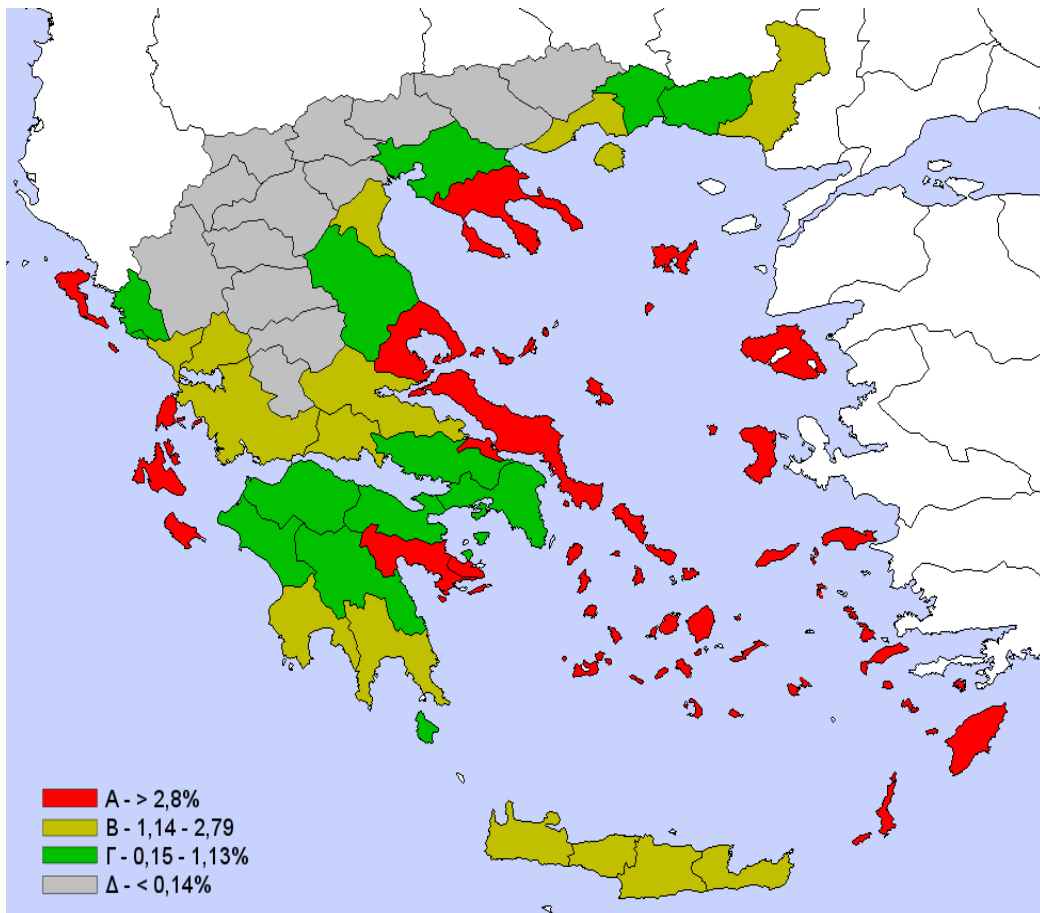 Α - > 2,8%
Β - 1,14 - 2,79
Γ - 0,15 - 1,13%
Δ - < 0,14%